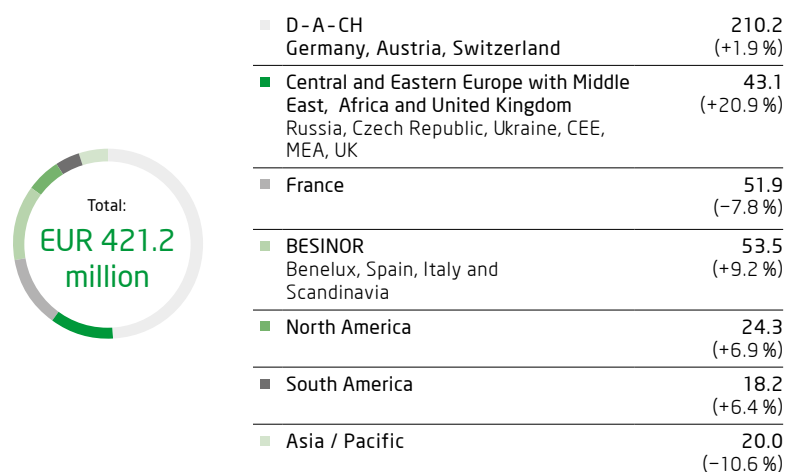 Total:
EUR 421.2
million
D-A-CH 210.2
Germany, Austria, Switzerland (+1.9 %)
Central and Eastern Europe with Middle 43.1
East, Africa and United Kingdom (+20.9 %)
Russia, Czech Republic, Ukraine, CEE,
MEA, UK
France 51.9
(−7.8 %)
BESINOR 53.5
Benelux, Spain, Italy and (+9.2 %)
Scandinavia
North America 24.3
(+6.9 %)
South America 18.2
(+6.4 %)
Asia / Pacific 20.0
(−10.6 %)